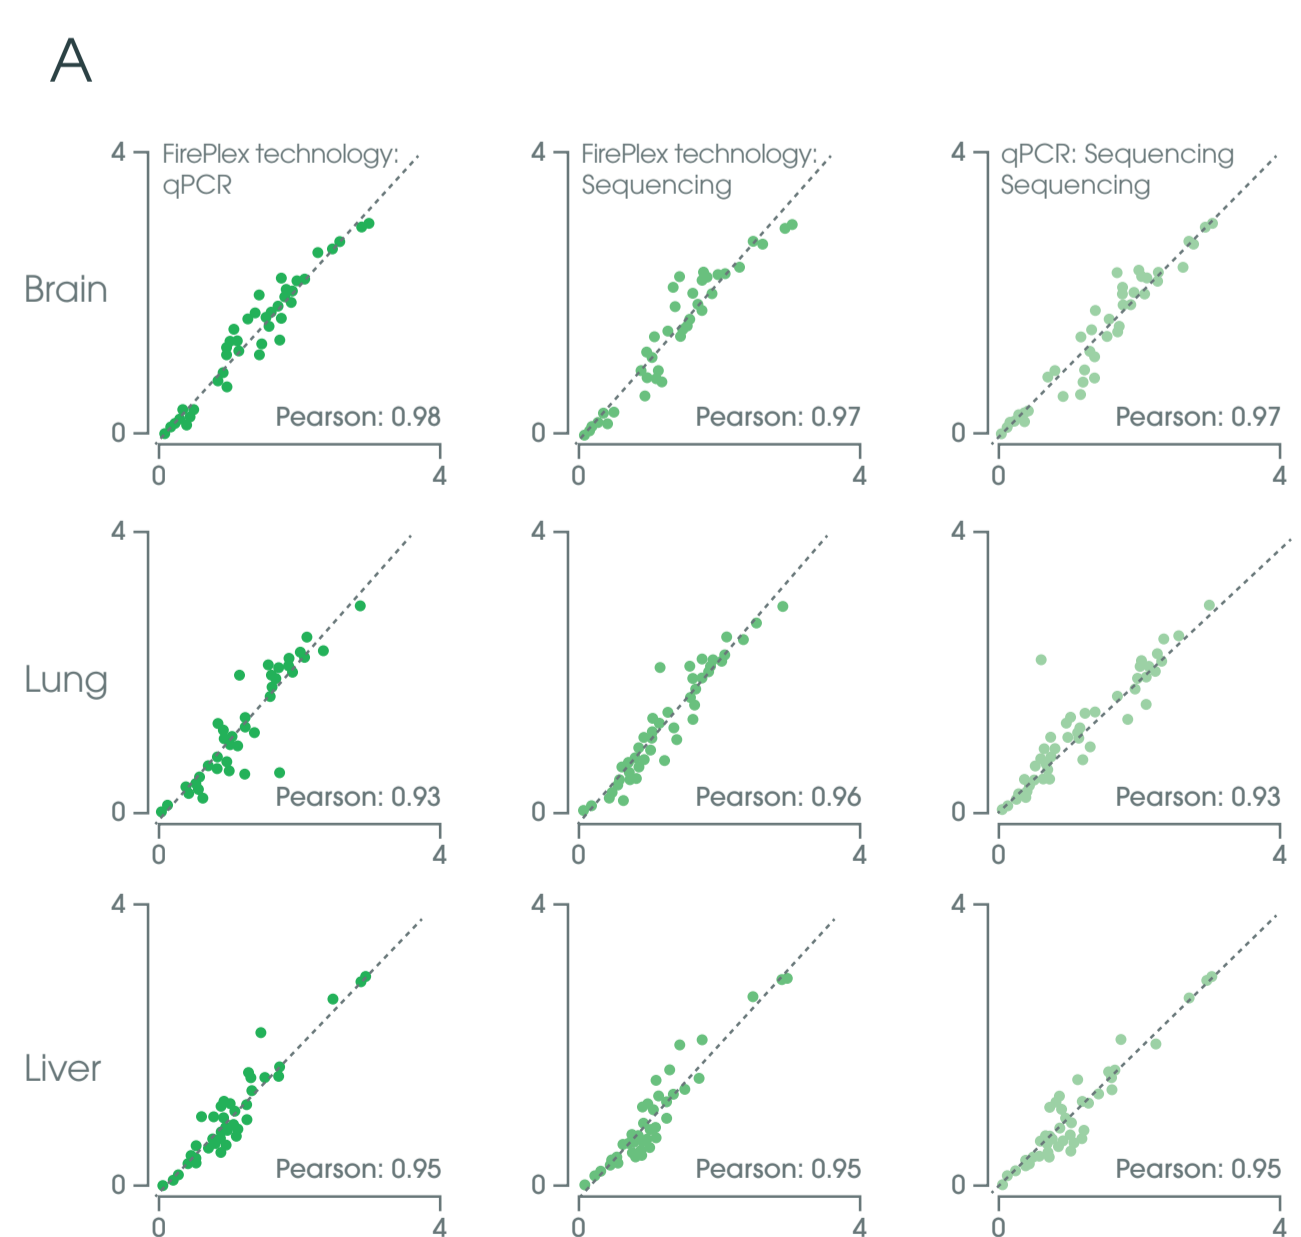 A
FirePlex technology:
qPCR
FirePlex technology:
Sequencing
qPCR: Sequencing
Sequencing
Brain
4
0
Pearson: 0.98
0
4
4
0
Pearson: 0.97
0
4
4
0
Pearson: 0.97
0
4
Lung
4
0
Pearson: 0.93
0
4
4
0
Pearson: 0.96
0
4
4
0
Pearson: 0.93
0
4
Liver
4
0
Pearson: 0.95
0
4
4
0
Pearson: 0.95
0
4
4
0
Pearson: 0.95
0
4